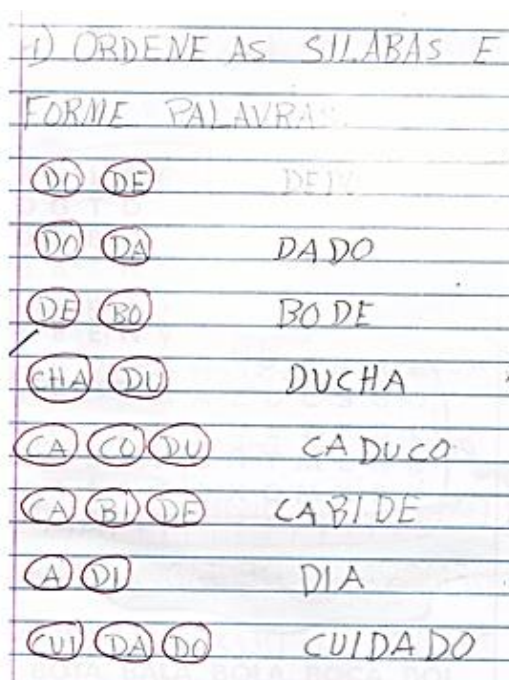 1) ORDENE AS SILABAS E
FORME PALAVRAS
DO DE
DO DA DADO
DE BO BODE
CHA DU DUCHA
CA CO DU CADUCO
CA BI DE CABIDE
A DI DIA
CUI DA DO CUIDADO